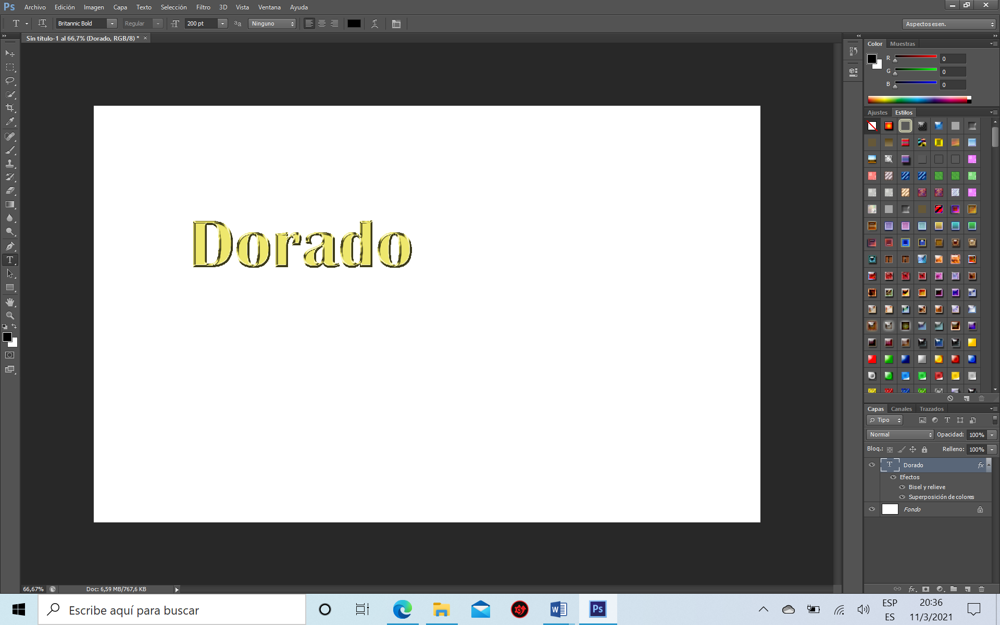 Ps Archivo Edición Imagen Capa Texto Selección Filtro 3D Vista Ventana Ayuda
T Britannic Bold Regular 200 pt Ninguno Aspectos esen.
Sin título-1 al 66,7% (Dorado, RGB/8) * ×
Color Muestras
R 0
G 0
B 0
Ajustes Estilos
Dorado
Capas Canales Trazados
Tipo
Normal Opacidad: 100%
Bloq.: Relleno: 100%
T Dorado fx
Efectos
Bisel y relieve
Superposición de colores
Fondo
66,67% Doc: 6,59 MB/767,6 KB
fx
Escribe aquí para buscar
ESP
ES
20:36
11/3/2021